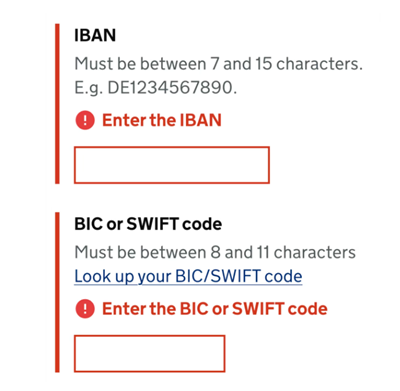 IBAN
Must be between 7 and 15 characters.
E.g. DE1234567890.
! Enter the IBAN
BIC or SWIFT code
Must be between 8 and 11 characters
Look up your BIC/SWIFT code
! Enter the BIC or SWIFT code